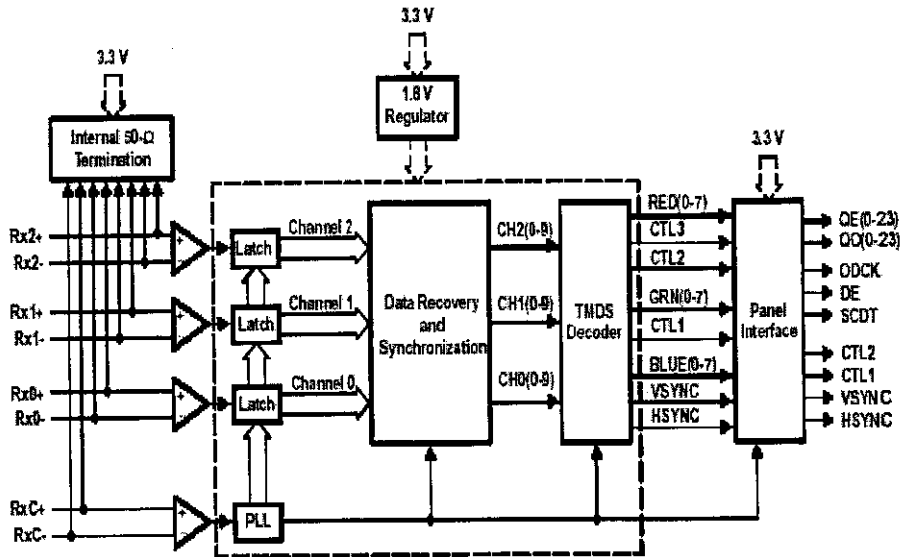 3.3 V
3.3 V
1.8 V
Regulator
Internal 50-Ω
Termination
3.3 V
Rx2+
Rx2-
Rx1+
Rx1-
Rx0+
Rx0-
RxC+
RxC-
+
-
+
-
+
-
+
-
Latch
Latch
Latch
PLL
Channel 2
Channel 1
Channel 0
Data Recovery
and
Synchronization
CH2(0-9)
CH1(0-9)
CH0(0-9)
TMDS
Decoder
RED(0-7)
CTL3
CTL2
GRN(0-7)
CTL1
BLUE(0-7)
VSYNC
HSYNC
Panel
Interface
QE(0-23)
QO(0-23)
ODCK
DE
SCDT
CTL2
CTL1
VSYNC
HSYNC